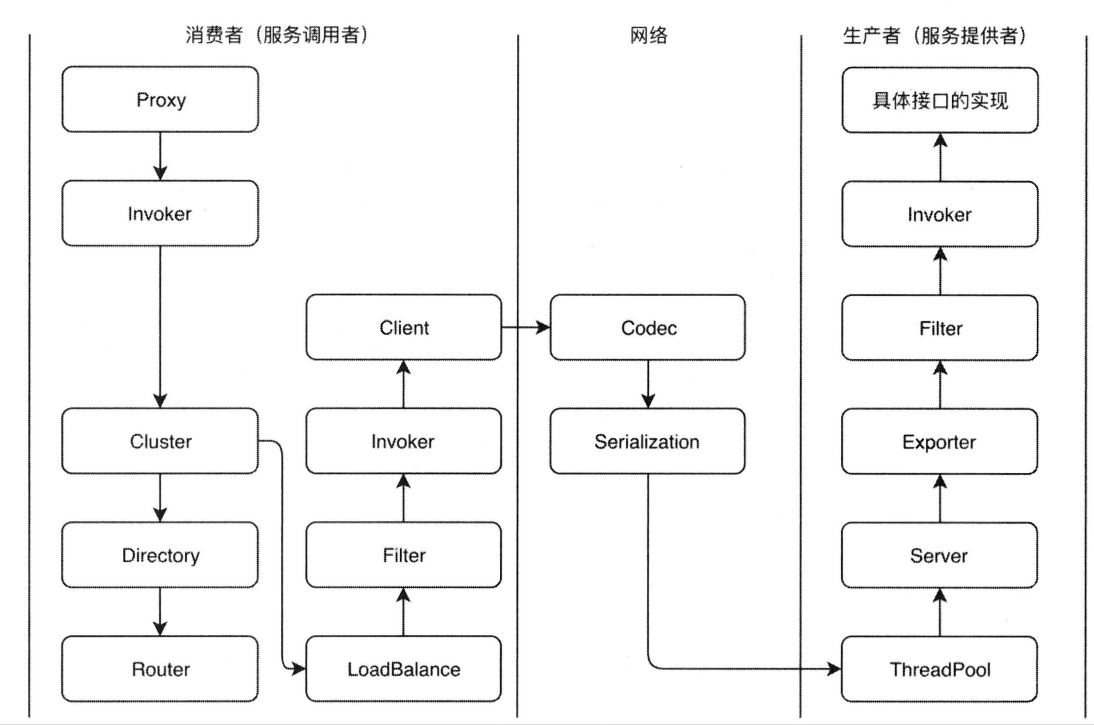 消费者（服务调用者）
网络
生产者（服务提供者）
Proxy
Invoker
Cluster
Directory
Router
Client
Invoker
Filter
LoadBalance
Codec
Serialization
具体接口的实现
Invoker
Filter
Exporter
Server
ThreadPool